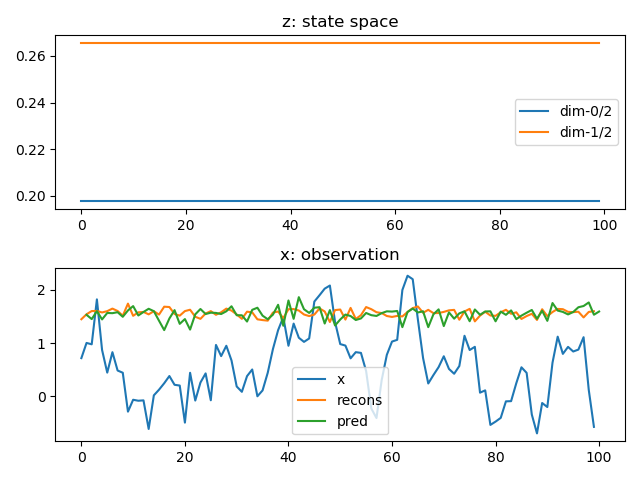 z: state space
0.26
0.24
0.22
0.20
dim-0/2
dim-1/2
0 20 40 60 80 100
x: observation
2
1
0
x
recons
pred
0 20 40 60 80 100